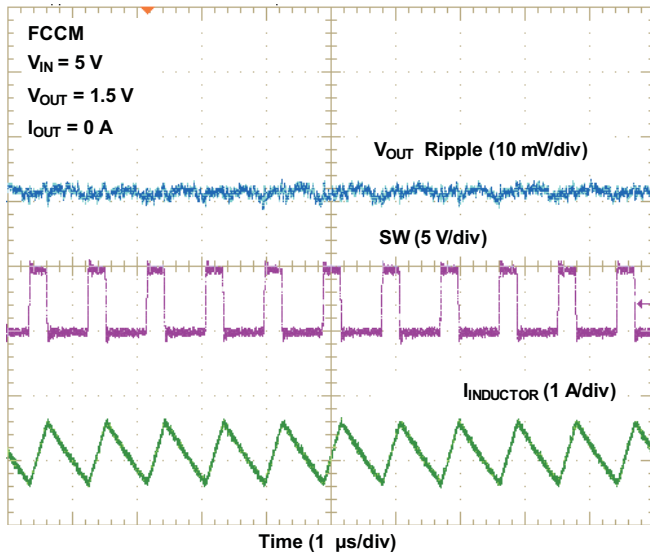 FCCM
VIN = 5 V
VOUT = 1.5 V
IOUT = 0 A
VOUT Ripple (10 mV/div)
SW (5 V/div)
IINDUCTOR (1 A/div)
Time (1 µs/div)